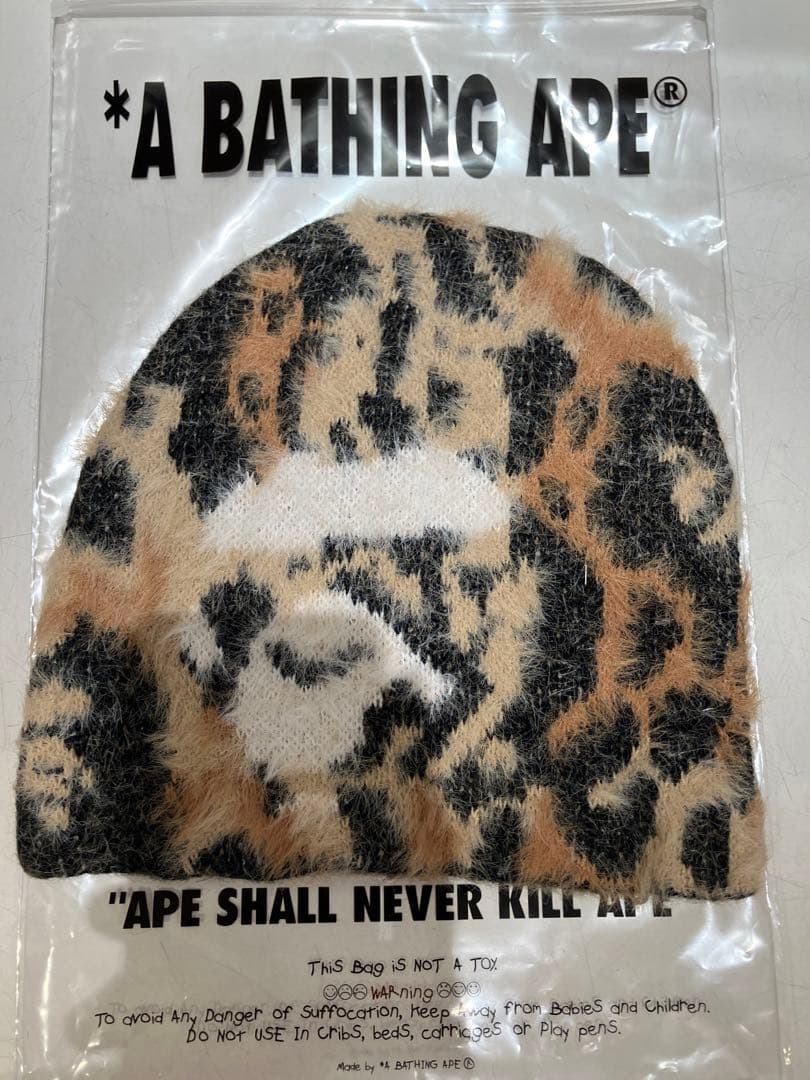 *A BATHING APE®
"APE SHALL NEVER KILL APE"
THiS Bag iS NOT A TOY.
WARning
TO avoid Any Danger of Suffocation, Keep Away from BabieS and Children.
DO NOT USE In CribS, bedS, carriageS or Play penS.
Made by *A BATHING APE®